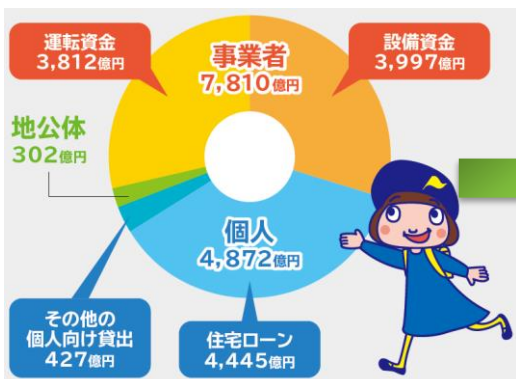 運転資金
3,812億円
事業者
7,810億円
設備資金
3,997億円
地公体
302億円
個人
4,872億円
その他の
個人向け貸出
427億円
住宅ローン
4,445億円